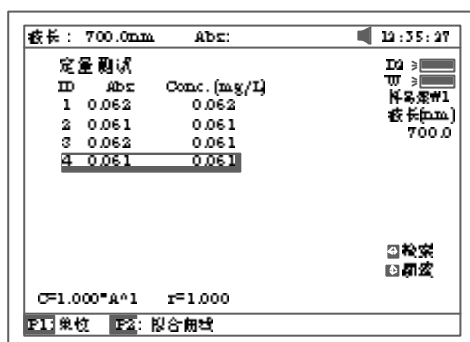 波长: 700.0nm Abs: 12:35:27
定量测试
ID Abs Conc.(mg/L)
1 0.062 0.062
2 0.061 0.061
3 0.062 0.061
4 0.061 0.061
D2
W
样品架#1
波长(nm)
700.0
检索
C=1.000*A^1 r=1.000
F1: 单位 F2: 拟合曲线